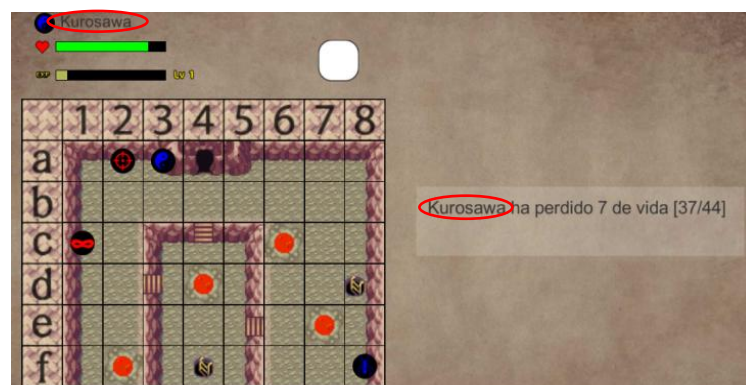 Kurosawa
EXP Lv 1
1 2 3 4 5 6 7 8
a
b
Kurosawa ha perdido 7 de vida [37/44]
c
d
e
f